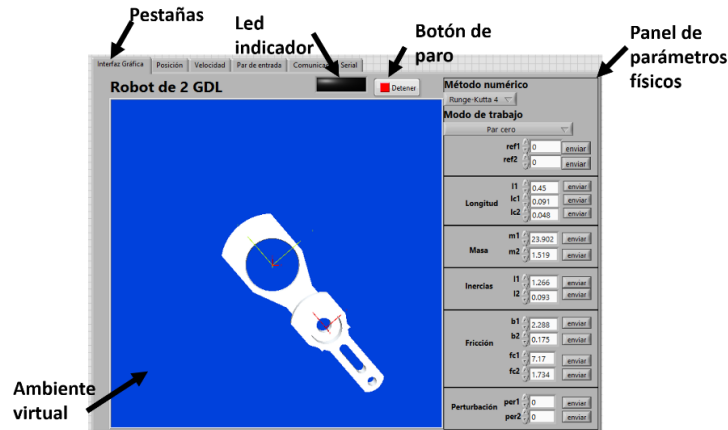 Pestañas
Led
indicador
Botón de
paro
Panel de
parámetros
físicos
Interfaz Gráfica
Posición
Velocidad
Par de entrada
Serial
Robot de 2 GDL
Detener
Método numérico
Runge-Kutta 4
Modo de trabajo
Par cero
ref1 0 enviar
ref2 0 enviar
Longitud
l1 0.45 enviar
lc1 0.091 enviar
lc2 0.048 enviar
Masa
m1 23.902 enviar
m2 1.519 enviar
Inercias
I1 1.266 enviar
I2 0.093 enviar
Fricción
b1 2.288 enviar
b2 0.175 enviar
fc1 7.17 enviar
fc2 1.734 enviar
Perturbación
per1 0 enviar
per2 0 enviar
Ambiente
virtual